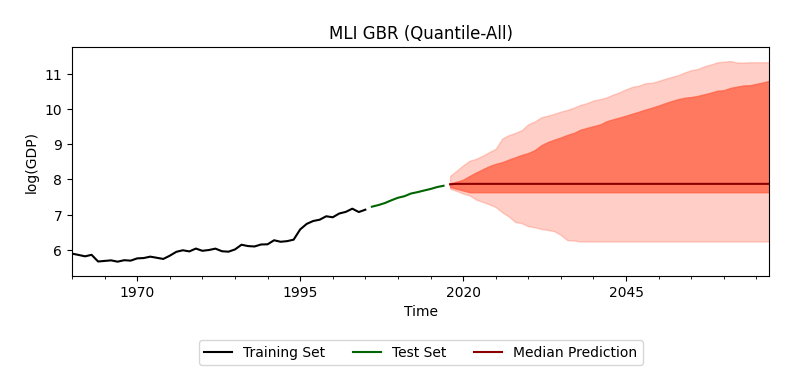 MLI GBR (Quantile-All)
11
10
9
8
7
6
log(GDP)
1970
1995
2020
2045
Time
Training Set
Test Set
Median Prediction